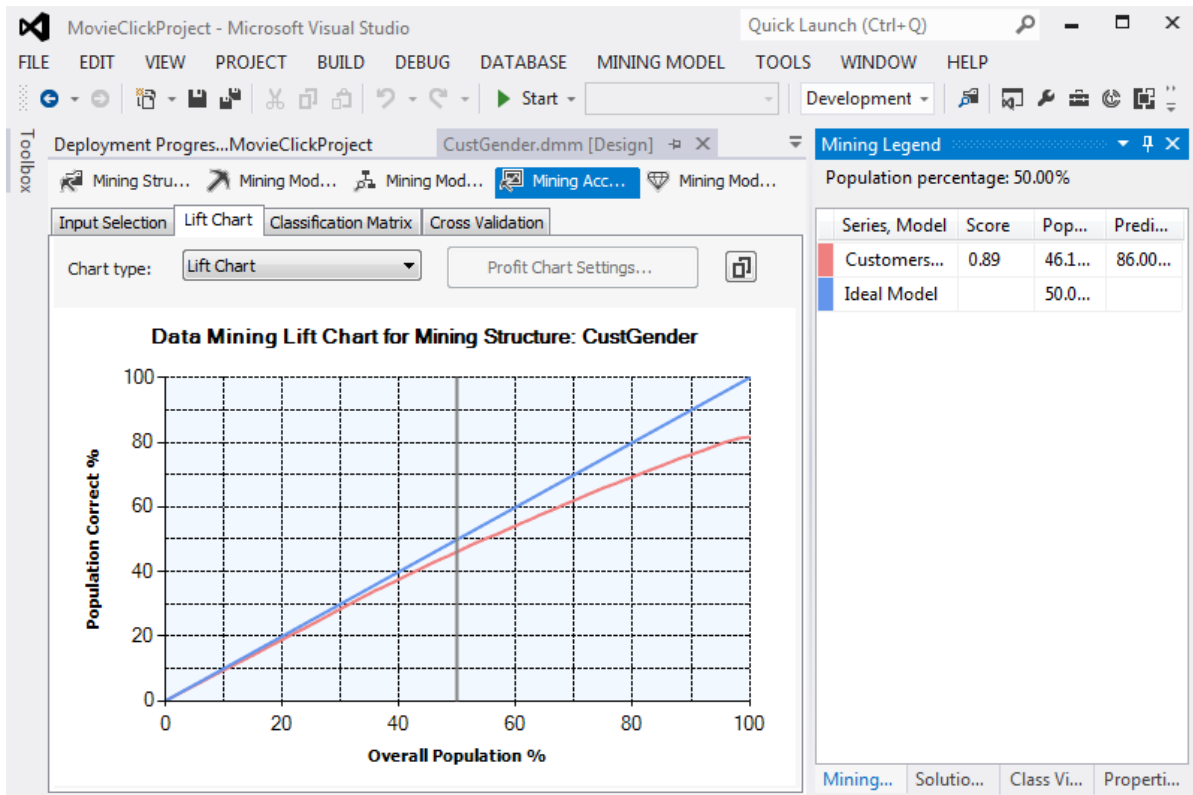 MovieClickProject - Microsoft Visual Studio
Quick Launch (Ctrl+Q)
FILE EDIT VIEW PROJECT BUILD DEBUG DATABASE MINING MODEL TOOLS WINDOW HELP
Start
Development
Toolbox
Deployment Progres...MovieClickProject
CustGender.dmm [Design]
Mining Stru... Mining Mod... Mining Mod... Mining Acc... Mining Mod...
Input Selection Lift Chart Classification Matrix Cross Validation
Chart type: Lift Chart Profit Chart Settings...
Data Mining Lift Chart for Mining Structure: CustGender
Population Correct %
100
80
60
40
20
0
0 20 40 60 80 100
Overall Population %
Mining Legend
Population percentage: 50.00%
Series, Model Score Pop... Predi...
Customers... 0.89 46.1... 86.00...
Ideal Model 50.0...
Mining... Solutio... Class Vi... Properti...